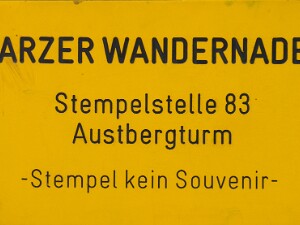 ARZER WANDERNADE
Stempelstelle 83
Austbergturm
-Stempel kein Souvenir-